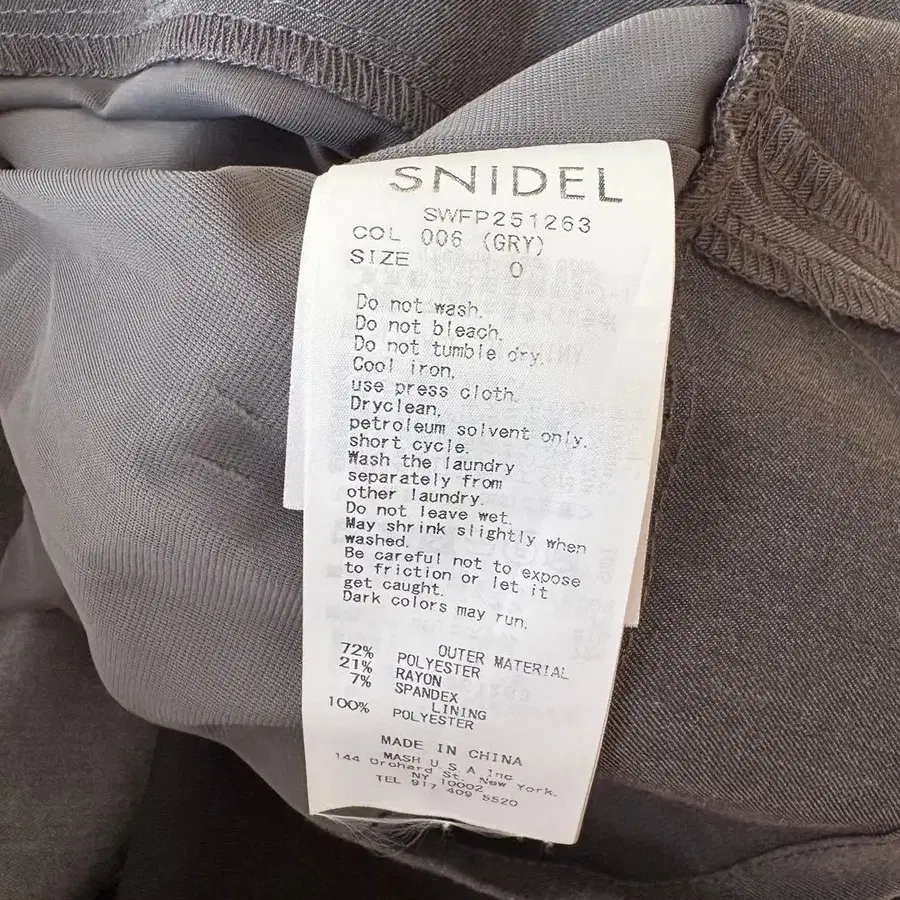 SNIDEL
SWFP251263
COL 006 (GRY)
SIZE 0
Do not wash.
Do not bleach.
Do not tumble dry.
Cool iron,
use press cloth.
Dryclean,
petroleum solvent only,
short cycle.
Wash the laundry
separately from
other laundry.
Do not leave wet.
May shrink slightly when
washed.
Be careful not to expose
to friction or let it
get caught.
Dark colors may run.
OUTER MATERIAL
72% POLYESTER
21% RAYON
7% SPANDEX
LINING
100% POLYESTER
MADE IN CHINA
MASH U.S.A Inc
144 Orchard St. New York.
NY 10002
TEL 917 409 5520